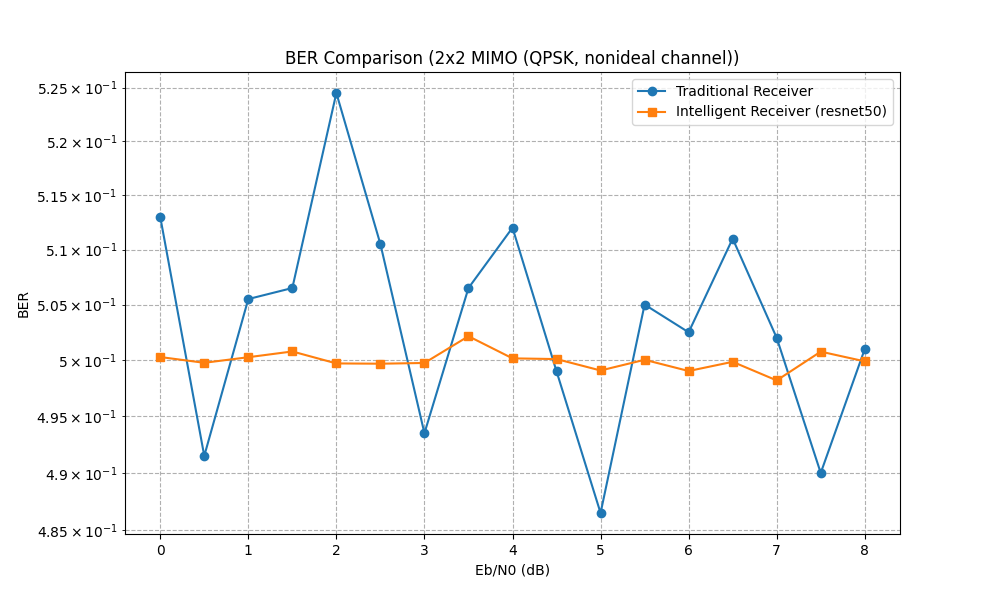 BER Comparison (2x2 MIMO (QPSK, nonideal channel))
Traditional Receiver
Intelligent Receiver (resnet50)
5.25 × 10⁻¹
5.2 × 10⁻¹
5.15 × 10⁻¹
5.1 × 10⁻¹
5.05 × 10⁻¹
5 × 10⁻¹
4.95 × 10⁻¹
4.9 × 10⁻¹
4.85 × 10⁻¹
BER
0 1 2 3 4 5 6 7 8
Eb/N0 (dB)